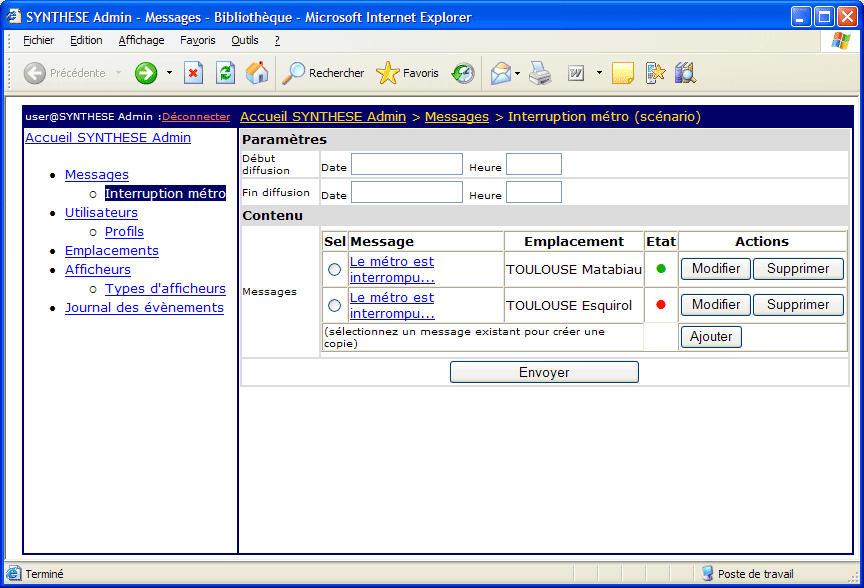 SYNTHESE Admin - Messages - Bibliothèque - Microsoft Internet Explorer
Fichier Edition Affichage Favoris Outils ?
Précédente Rechercher Favoris W
user@SYNTHESE Admin :Déconnecter
Accueil SYNTHESE Admin > Messages > Interruption métro (scénario)
Accueil SYNTHESE Admin
Messages
Interruption métro
Utilisateurs
Profils
Emplacements
Afficheurs
Types d'afficheurs
Journal des évènements
Paramètres
Début
diffusion
Date Heure
Fin diffusion Date Heure
Contenu
Messages
Sel Message Emplacement Etat Actions
Le métro est
interrompu...
TOULOUSE Matabiau Modifier Supprimer
Le métro est
interrompu...
TOULOUSE Esquirol Modifier Supprimer
(sélectionnez un message existant pour créer une
copie)
Ajouter
Envoyer
Terminé Poste de travail